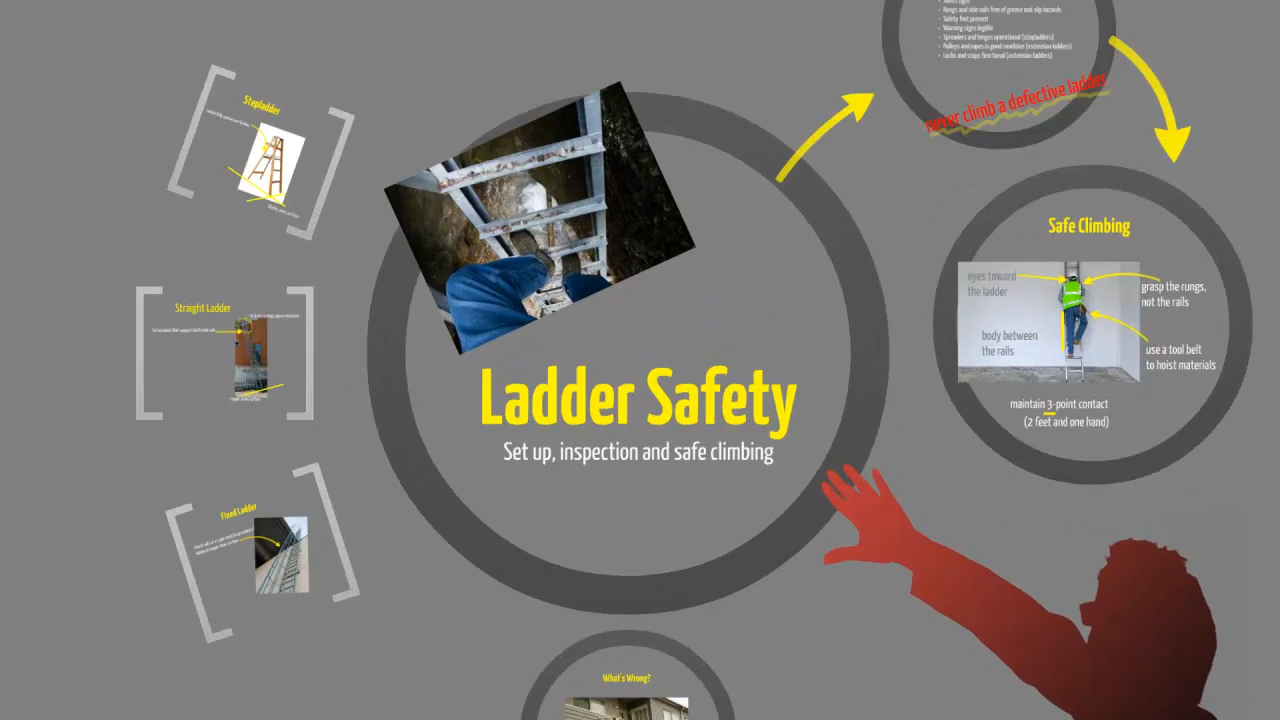 Rungs and side rails free of grease and slip hazards
Safety feet present
Warning signs legible
Spreaders and hinges operational (stepladders)
Pulleys and ropes in good condition (extension ladders)
Locks and stops functional (extension ladders)
never climb a defective ladder
Stepladder
Straight Ladder
Fixed Ladder
Ladder Safety
Set up, inspection and safe climbing
Safe Climbing
eyes toward
the ladder
grasp the rungs,
not the rails
body between
the rails
use a tool belt
to hoist materials
maintain 3-point contact
(2 feet and one hand)
What's Wrong?